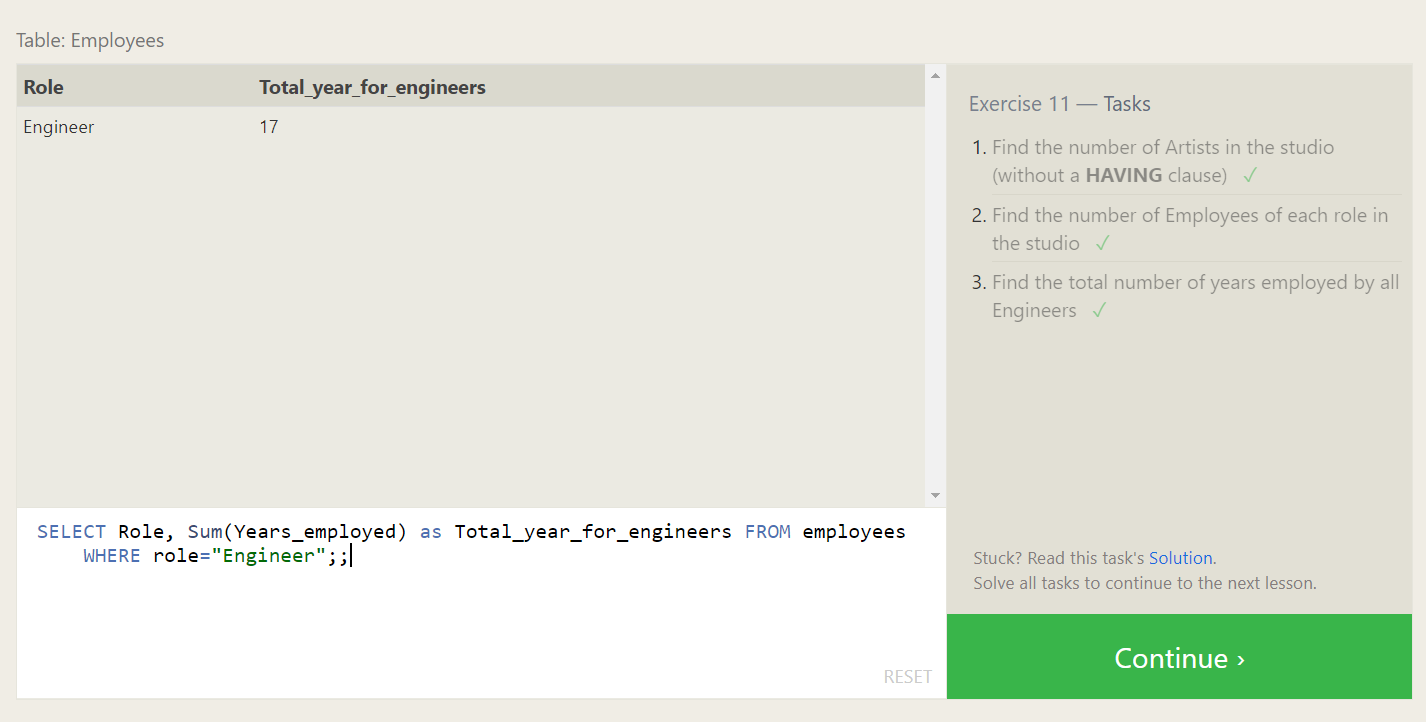 Table: Employees
Role Total_year_for_engineers
Engineer 17
SELECT Role, Sum(Years_employed) as Total_year_for_engineers FROM employees
WHERE role="Engineer";;
RESET
Exercise 11 — Tasks
1. Find the number of Artists in the studio
(without a HAVING clause) ✓
2. Find the number of Employees of each role in
the studio ✓
3. Find the total number of years employed by all
Engineers ✓
Stuck? Read this task's Solution.
Solve all tasks to continue to the next lesson.
Continue ›